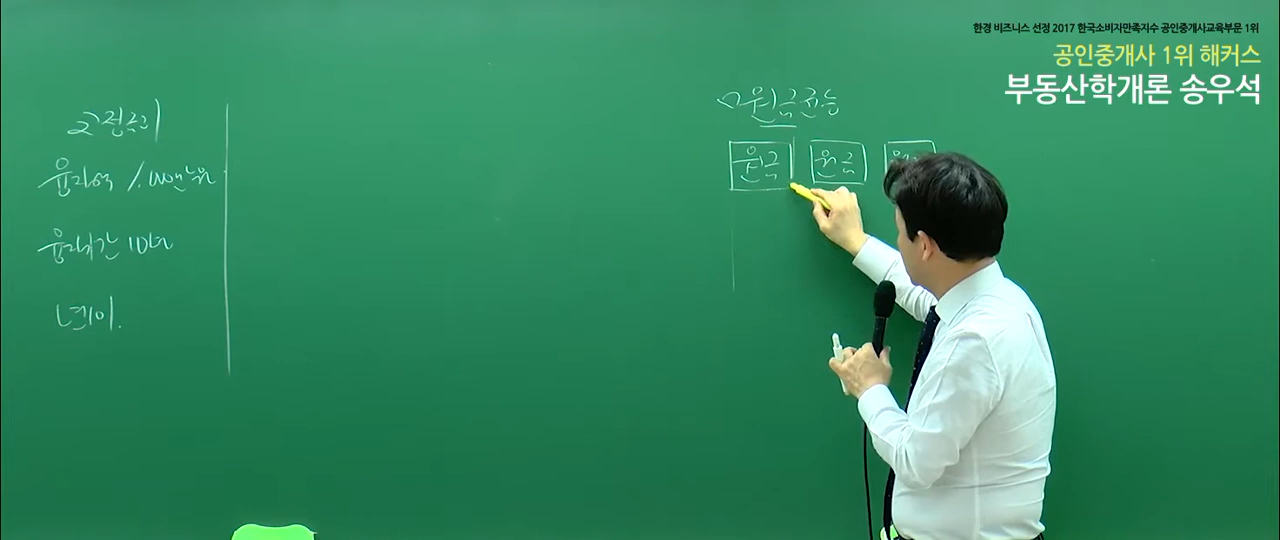 한경 비즈니스 선정 2017 한국소비자만족지수 공인중개사교육부문 1위
공인중개사 1위 해커스
부동산학개론 송우석
고정금리
융자액 1,000만원
융자기간 10년
년 10%
원금균등
원금 원금